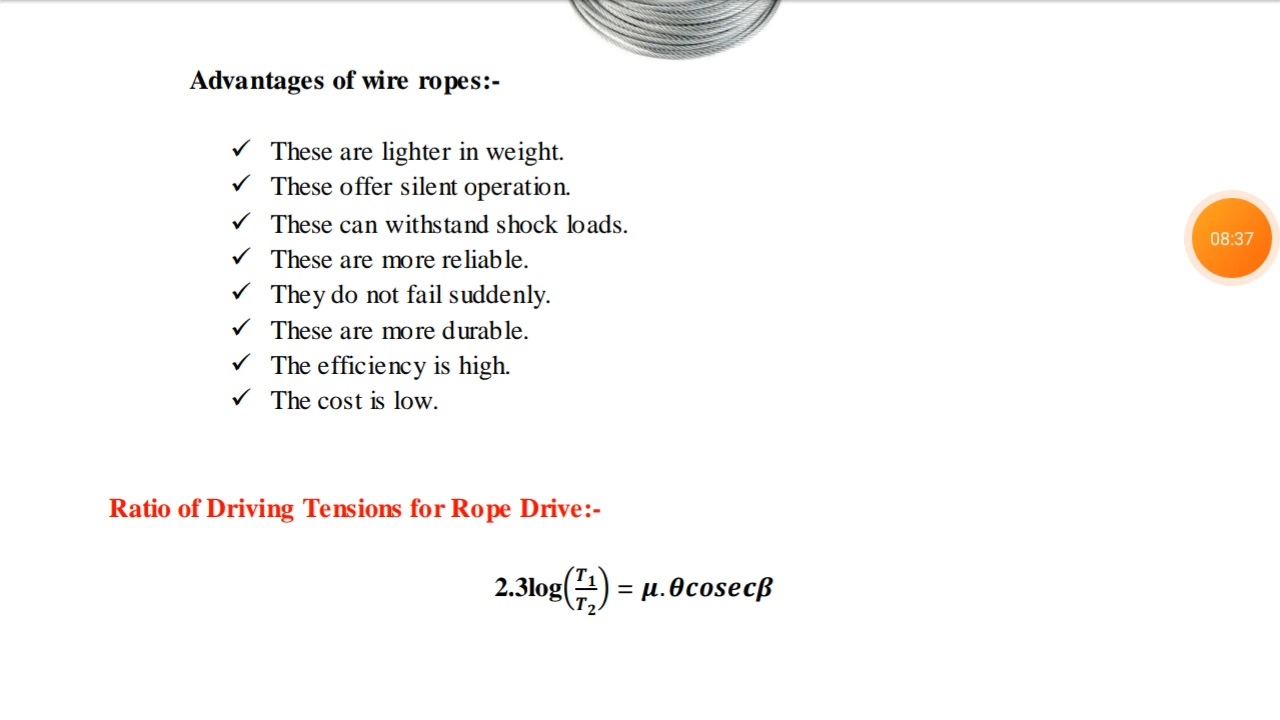 Advantages of wire ropes:-
✓ These are lighter in weight.
✓ These offer silent operation.
✓ These can withstand shock loads.
✓ These are more reliable.
✓ They do not fail suddenly.
✓ These are more durable.
✓ The efficiency is high.
✓ The cost is low.
08:37
Ratio of Driving Tensions for Rope Drive:-
2.3log(T₁/T₂) = μ.θcosecβ